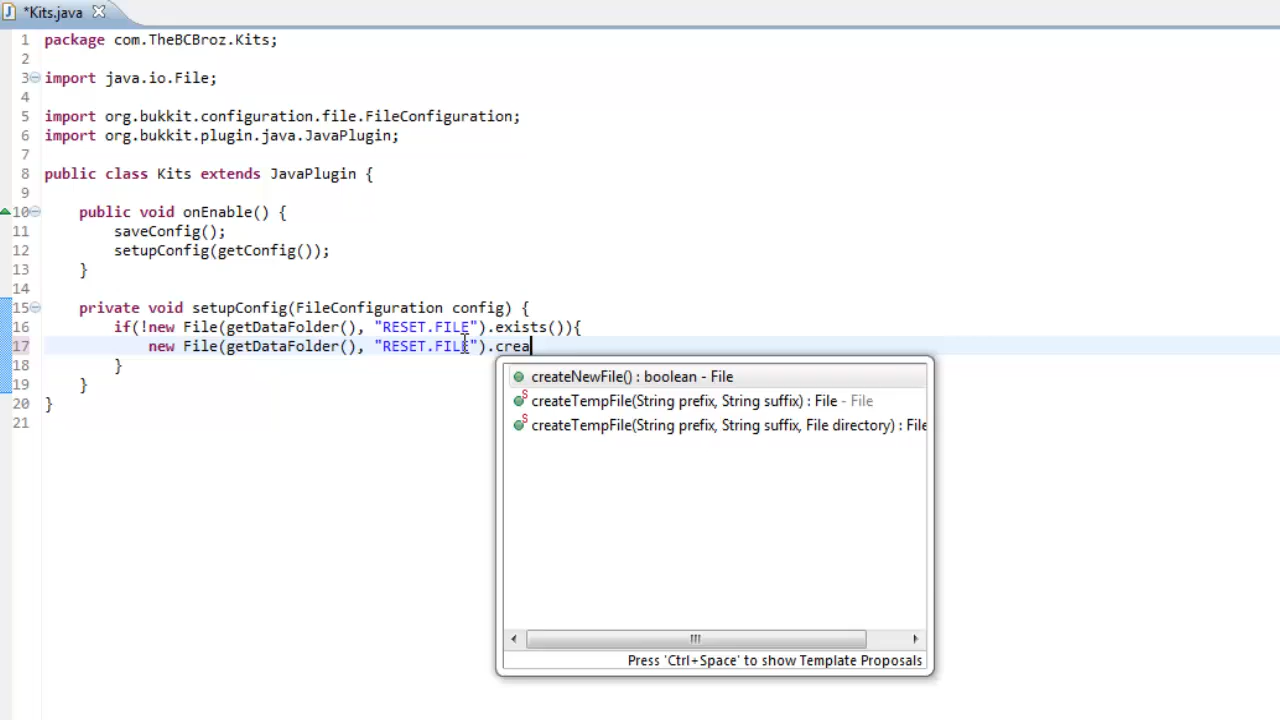 *Kits.java
1 package com.TheBCBroz.Kits;
2
3 import java.io.File;
4
5 import org.bukkit.configuration.file.FileConfiguration;
6 import org.bukkit.plugin.java.JavaPlugin;
7
8 public class Kits extends JavaPlugin {
9
10 public void onEnable() {
11 saveConfig();
12 setupConfig(getConfig());
13 }
14
15 private void setupConfig(FileConfiguration config) {
16 if(!new File(getDataFolder(), "RESET.FILE").exists()){
17 new File(getDataFolder(), "RESET.FILE").crea
18 }
19 }
20 }
21
createNewFile() : boolean - File
createTempFile(String prefix, String suffix) : File - File
createTempFile(String prefix, String suffix, File directory) : File
Press 'Ctrl+Space' to show Template Proposals